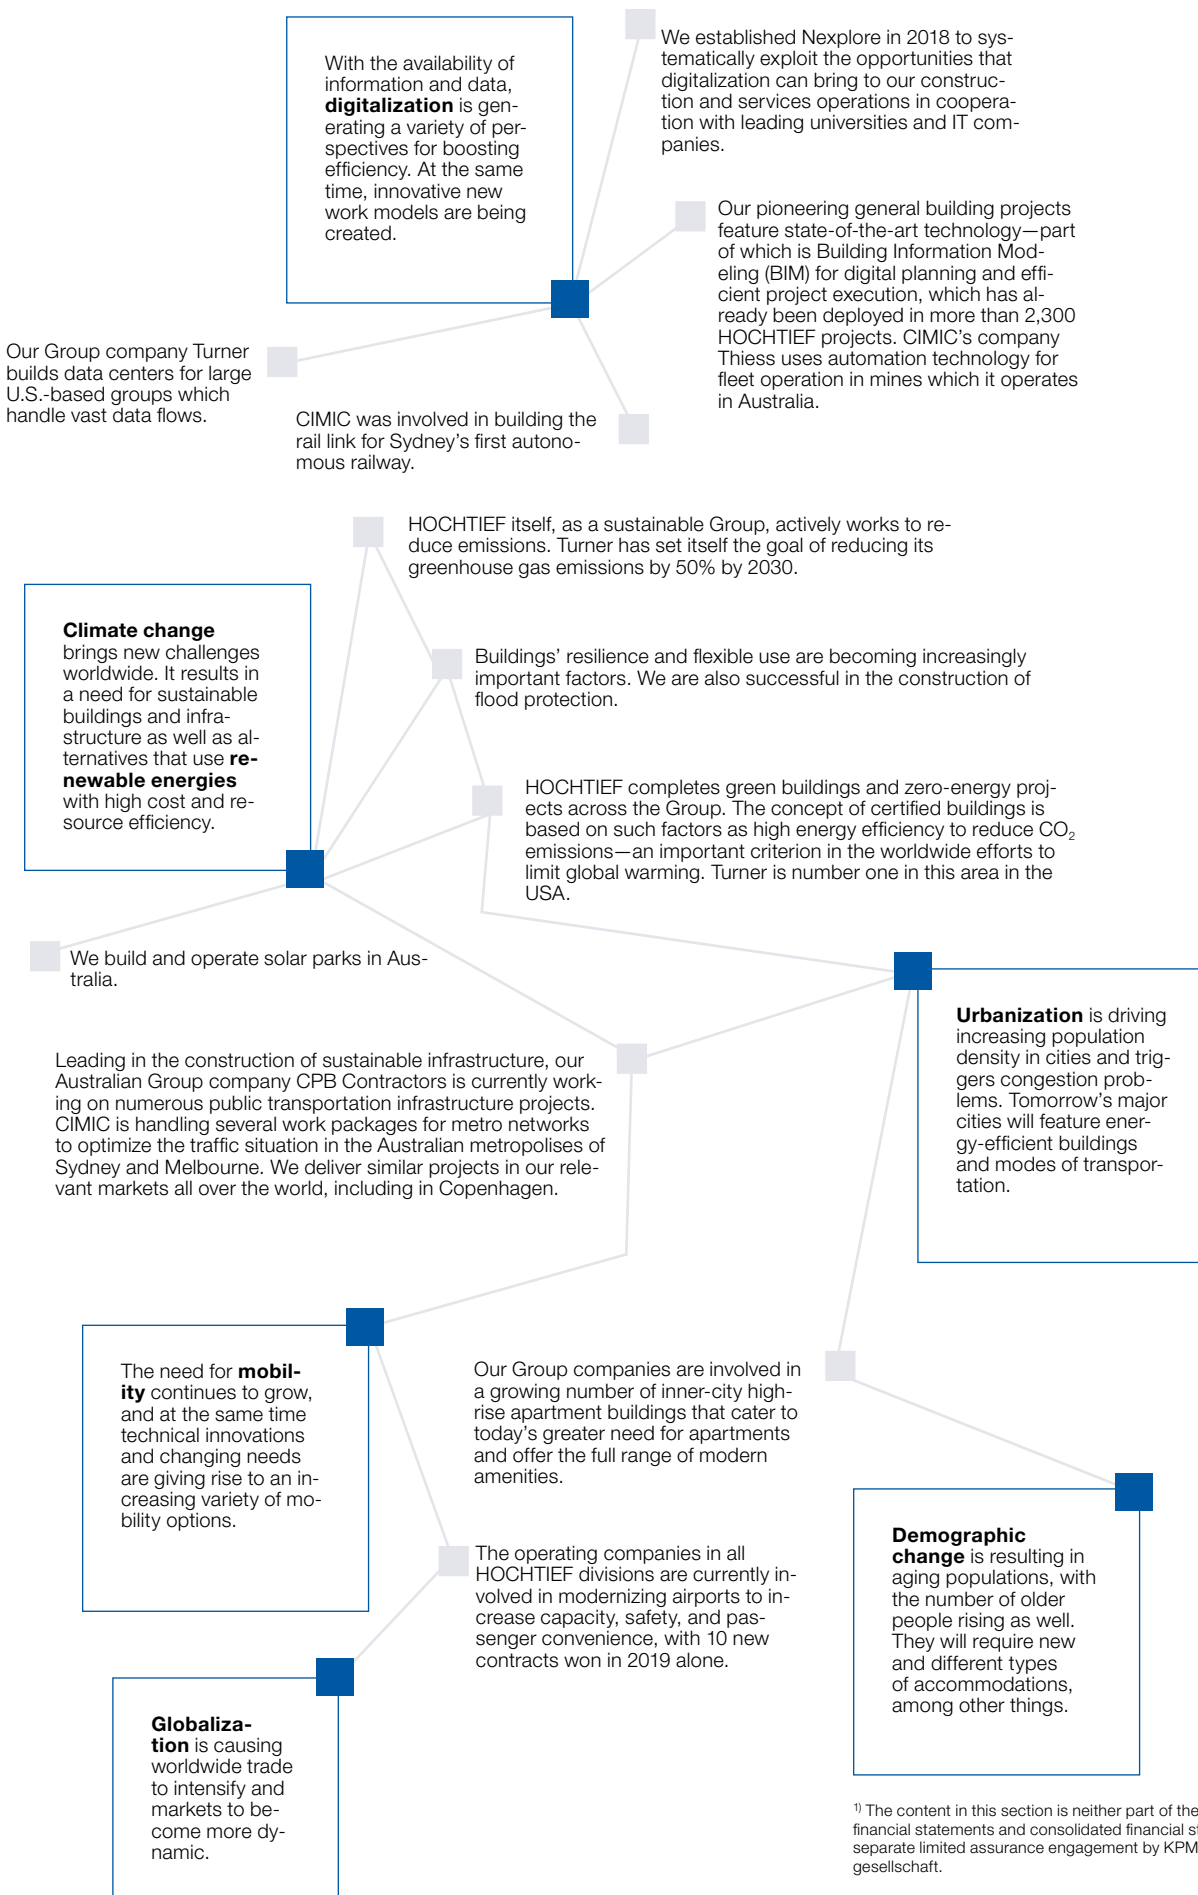 With the availability of
information and data,
digitalization is gen-
erating a variety of per-
spectives for boosting
efficiency. At the same
time, innovative new
work models are being
created.
We established Nexplore in 2018 to sys-
tematically exploit the opportunities that
digitalization can bring to our construc-
tion and services operations in coopera-
tion with leading universities and IT com-
panies.
Our pioneering general building projects
feature state-of-the-art technology—part
of which is Building Information Mod-
eling (BIM) for digital planning and effi-
cient project execution, which has al-
ready been deployed in more than 2,300
HOCHTIEF projects. CIMIC’s company
Thiess uses automation technology for
fleet operation in mines which it operates
in Australia.
Our Group company Turner
builds data centers for large
U.S.-based groups which
handle vast data flows.
CIMIC was involved in building the
rail link for Sydney’s first autono-
mous railway.
HOCHTIEF itself, as a sustainable Group, actively works to re-
duce emissions. Turner has set itself the goal of reducing its
greenhouse gas emissions by 50% by 2030.
Climate change
brings new challenges
worldwide. It results in
a need for sustainable
buildings and infra-
structure as well as al-
ternatives that use re-
newable energies
with high cost and re-
source efficiency.
Buildings’ resilience and flexible use are becoming increasingly
important factors. We are also successful in the construction of
flood protection.
HOCHTIEF completes green buildings and zero-energy proj-
ects across the Group. The concept of certified buildings is
based on such factors as high energy efficiency to reduce CO₂
emissions—an important criterion in the worldwide efforts to
limit global warming. Turner is number one in this area in the
USA.
We build and operate solar parks in Aus-
tralia.
Urbanization is driving
increasing population
density in cities and trig-
gers congestion prob-
lems. Tomorrow’s major
cities will feature ener-
gy-efficient buildings
and modes of transpor-
tation.
Leading in the construction of sustainable infrastructure, our
Australian Group company CPB Contractors is currently work-
ing on numerous public transportation infrastructure projects.
CIMIC is handling several work packages for metro networks
to optimize the traffic situation in the Australian metropolises of
Sydney and Melbourne. We deliver similar projects in our rele-
vant markets all over the world, including in Copenhagen.
The need for mobil-
ity continues to grow,
and at the same time
technical innovations
and changing needs
are giving rise to an in-
creasing variety of mo-
bility options.
Our Group companies are involved in
a growing number of inner-city high-
rise apartment buildings that cater to
today’s greater need for apartments
and offer the full range of modern
amenities.
The operating companies in all
HOCHTIEF divisions are currently in-
volved in modernizing airports to in-
crease capacity, safety, and pas-
senger convenience, with 10 new
contracts won in 2019 alone.
Demographic
change is resulting in
aging populations, with
the number of older
people rising as well.
They will require new
and different types
of accommodations,
among other things.
Globaliza-
tion is causing
worldwide trade
to intensify and
markets to be-
come more dy-
namic.
1) The content in this section is neither part of the
financial statements and consolidated financial st
separate limited assurance engagement by KPM
gesellschaft.